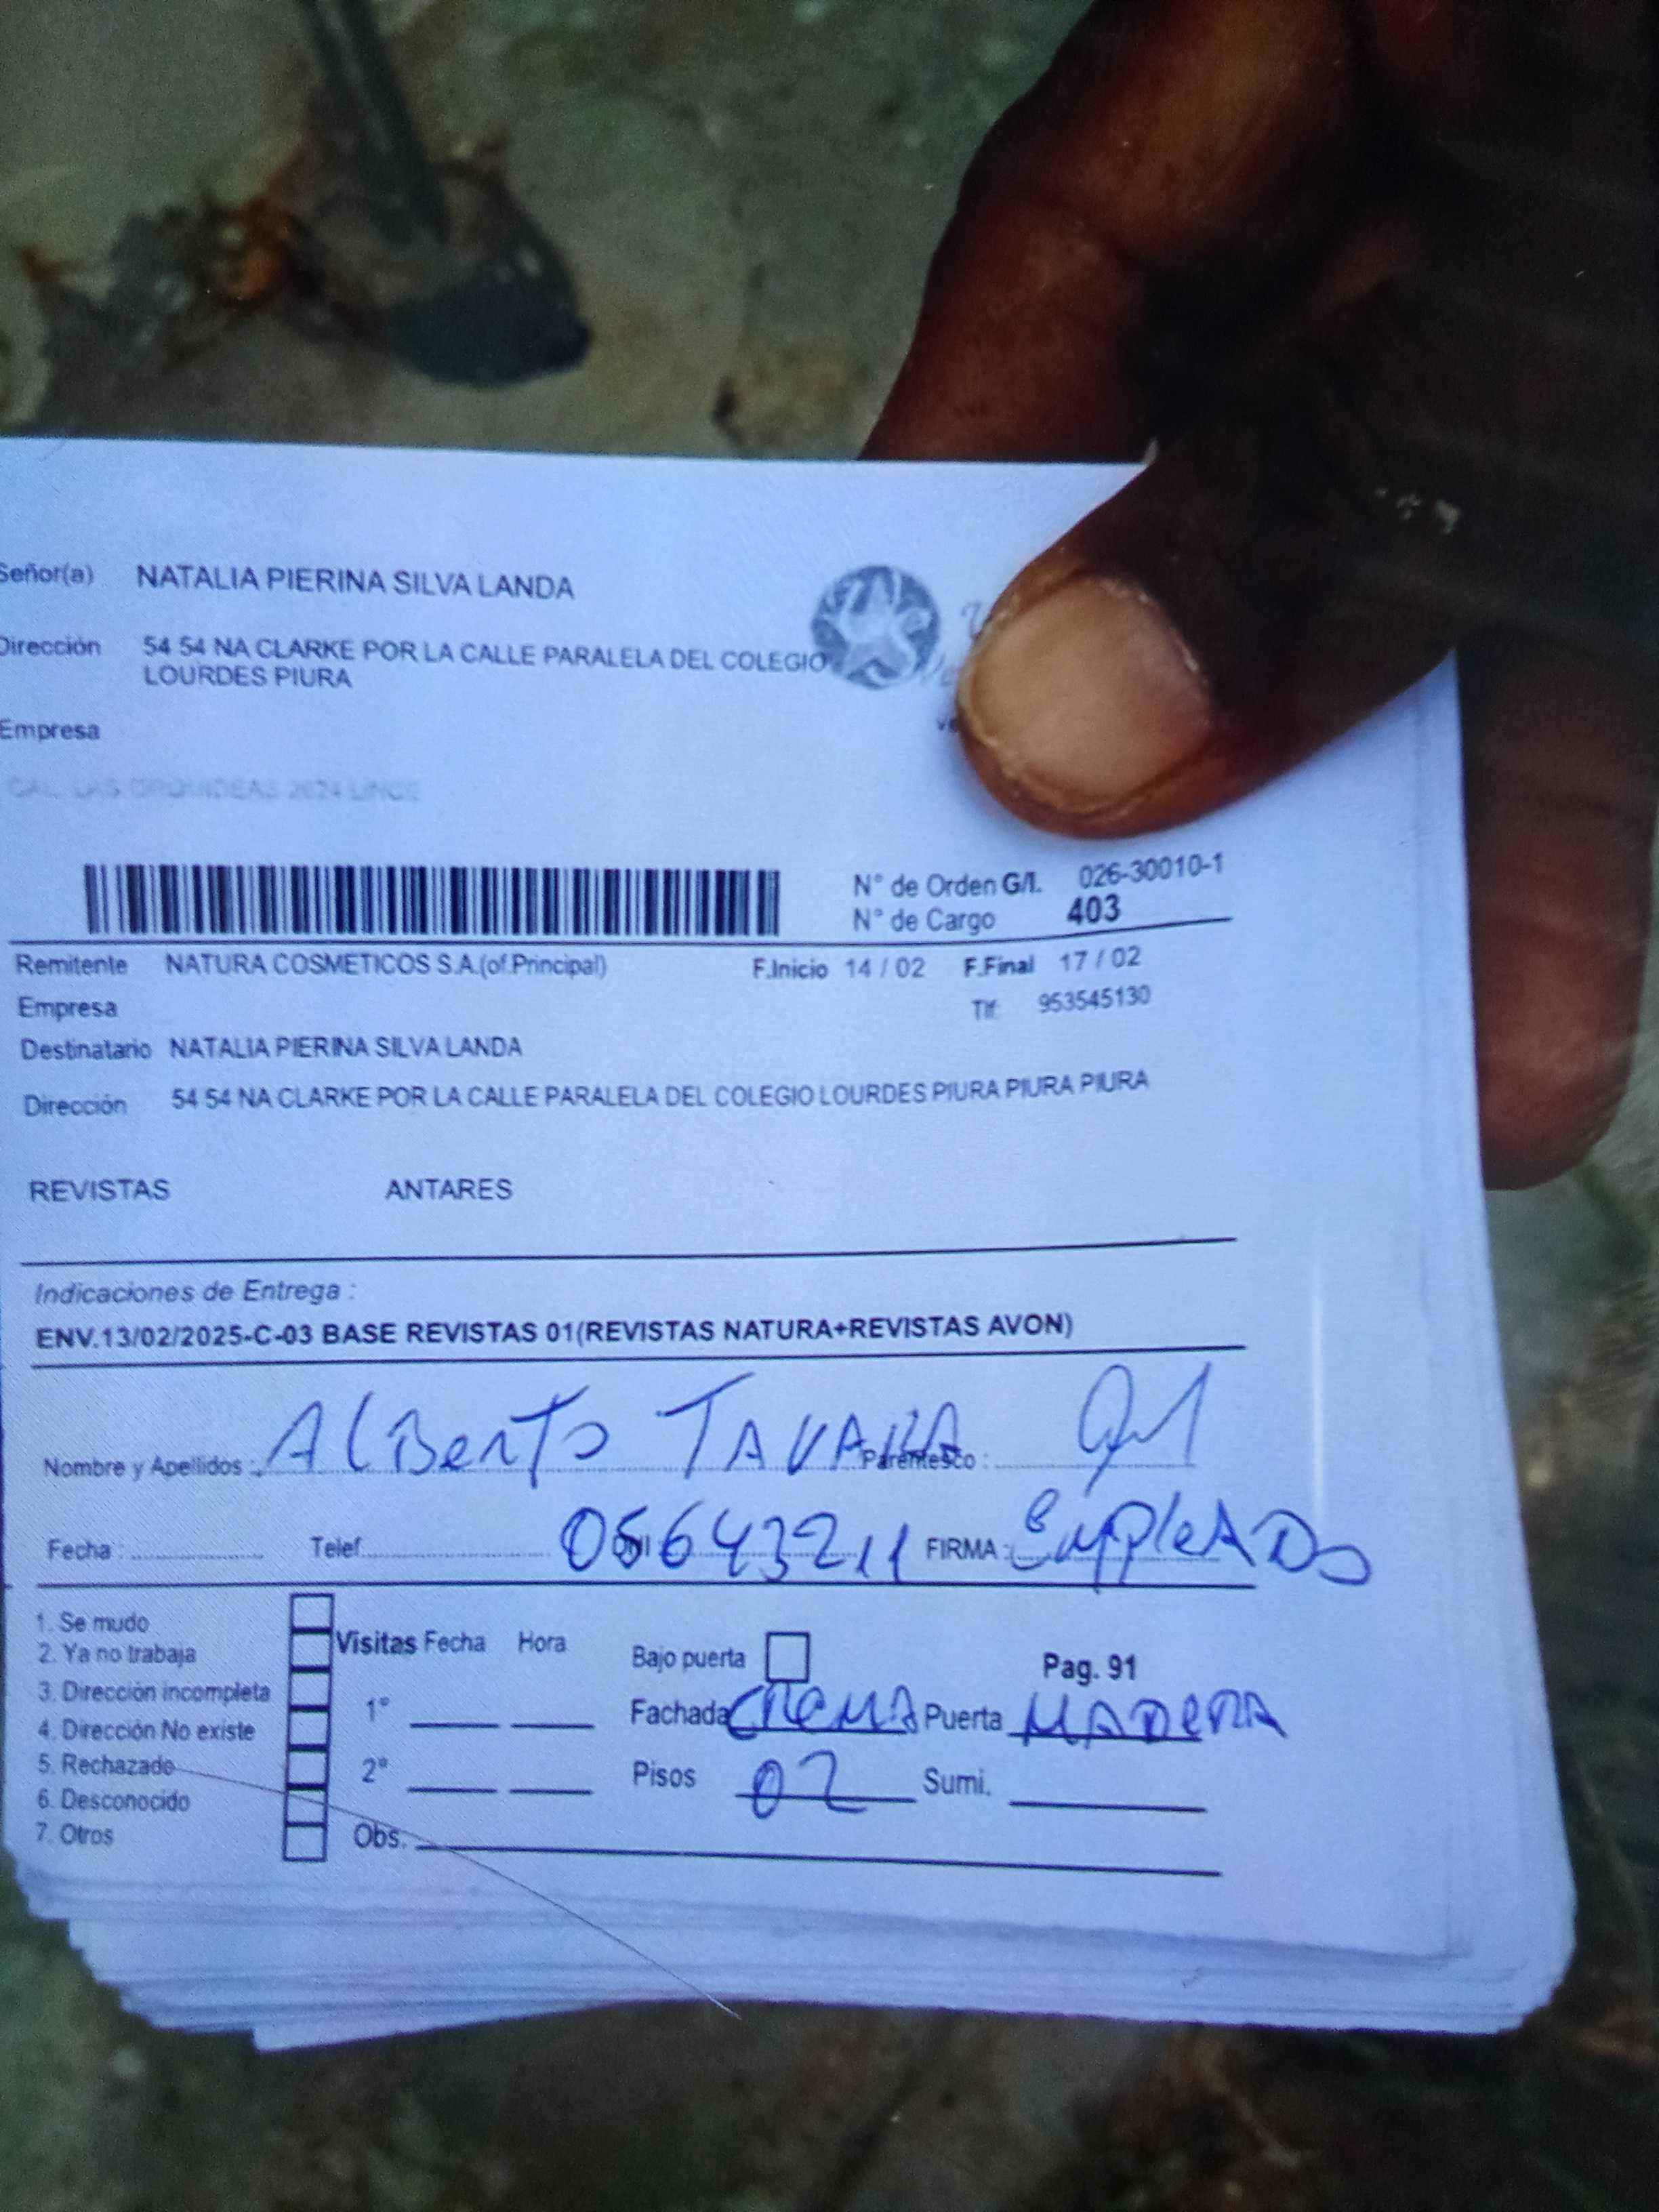 Señor(a) NATALIA PIERINA SILVA LANDA
Dirección 54 54 NA CLARKE POR LA CALLE PARALELA DEL COLEGIO
LOURDES PIURA
Empresa
CAL. LAS ORQUIDEAS 2624 LINCE
N° de Orden G/I. 026-30010-1
N° de Cargo 403
Remitente NATURA COSMETICOS S.A.(of.Principal) F.Inicio 14 / 02 F.Final 17 / 02
Empresa Tlf: 953545130
Destinatario NATALIA PIERINA SILVA LANDA
Dirección 54 54 NA CLARKE POR LA CALLE PARALELA DEL COLEGIO LOURDES PIURA PIURA PIURA
REVISTAS ANTARES
Indicaciones de Entrega :
ENV.13/02/2025-C-03 BASE REVISTAS 01(REVISTAS NATURA+REVISTAS AVON)
Nombre y Apellidos : Alberto TAVARA Parentesco :
Fecha : Telef. 05643211 FIRMA : EmpleADo
1. Se mudo
2. Ya no trabaja
3. Dirección incompleta
4. Dirección No existe
5. Rechazado
6. Desconocido
7. Otros
Visitas Fecha Hora
1°
2°
Obs.
Bajo puerta Pag. 91
Fachada CREMA Puerta MADERA
Pisos 02 Sumi.